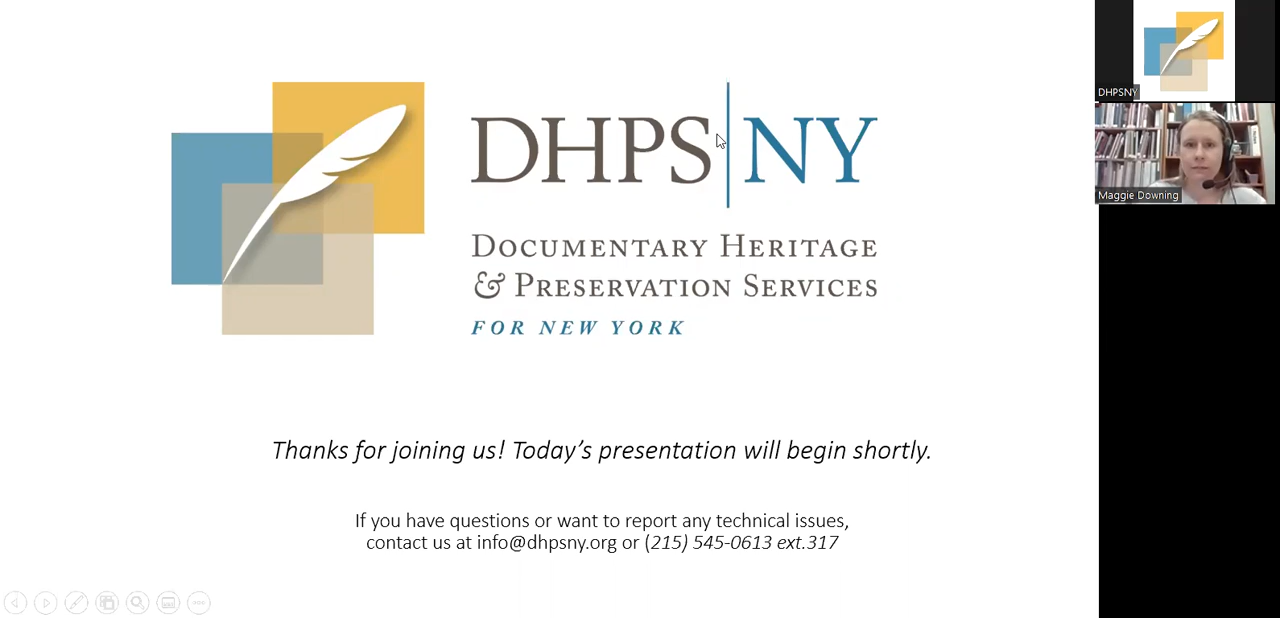 DHPS|NY
DOCUMENTARY HERITAGE
& PRESERVATION SERVICES
FOR NEW YORK
Thanks for joining us! Today’s presentation will begin shortly.
If you have questions or want to report any technical issues,
contact us at info@dhpsny.org or (215) 545-0613 ext.317
DHPSNY
Maggie Downing